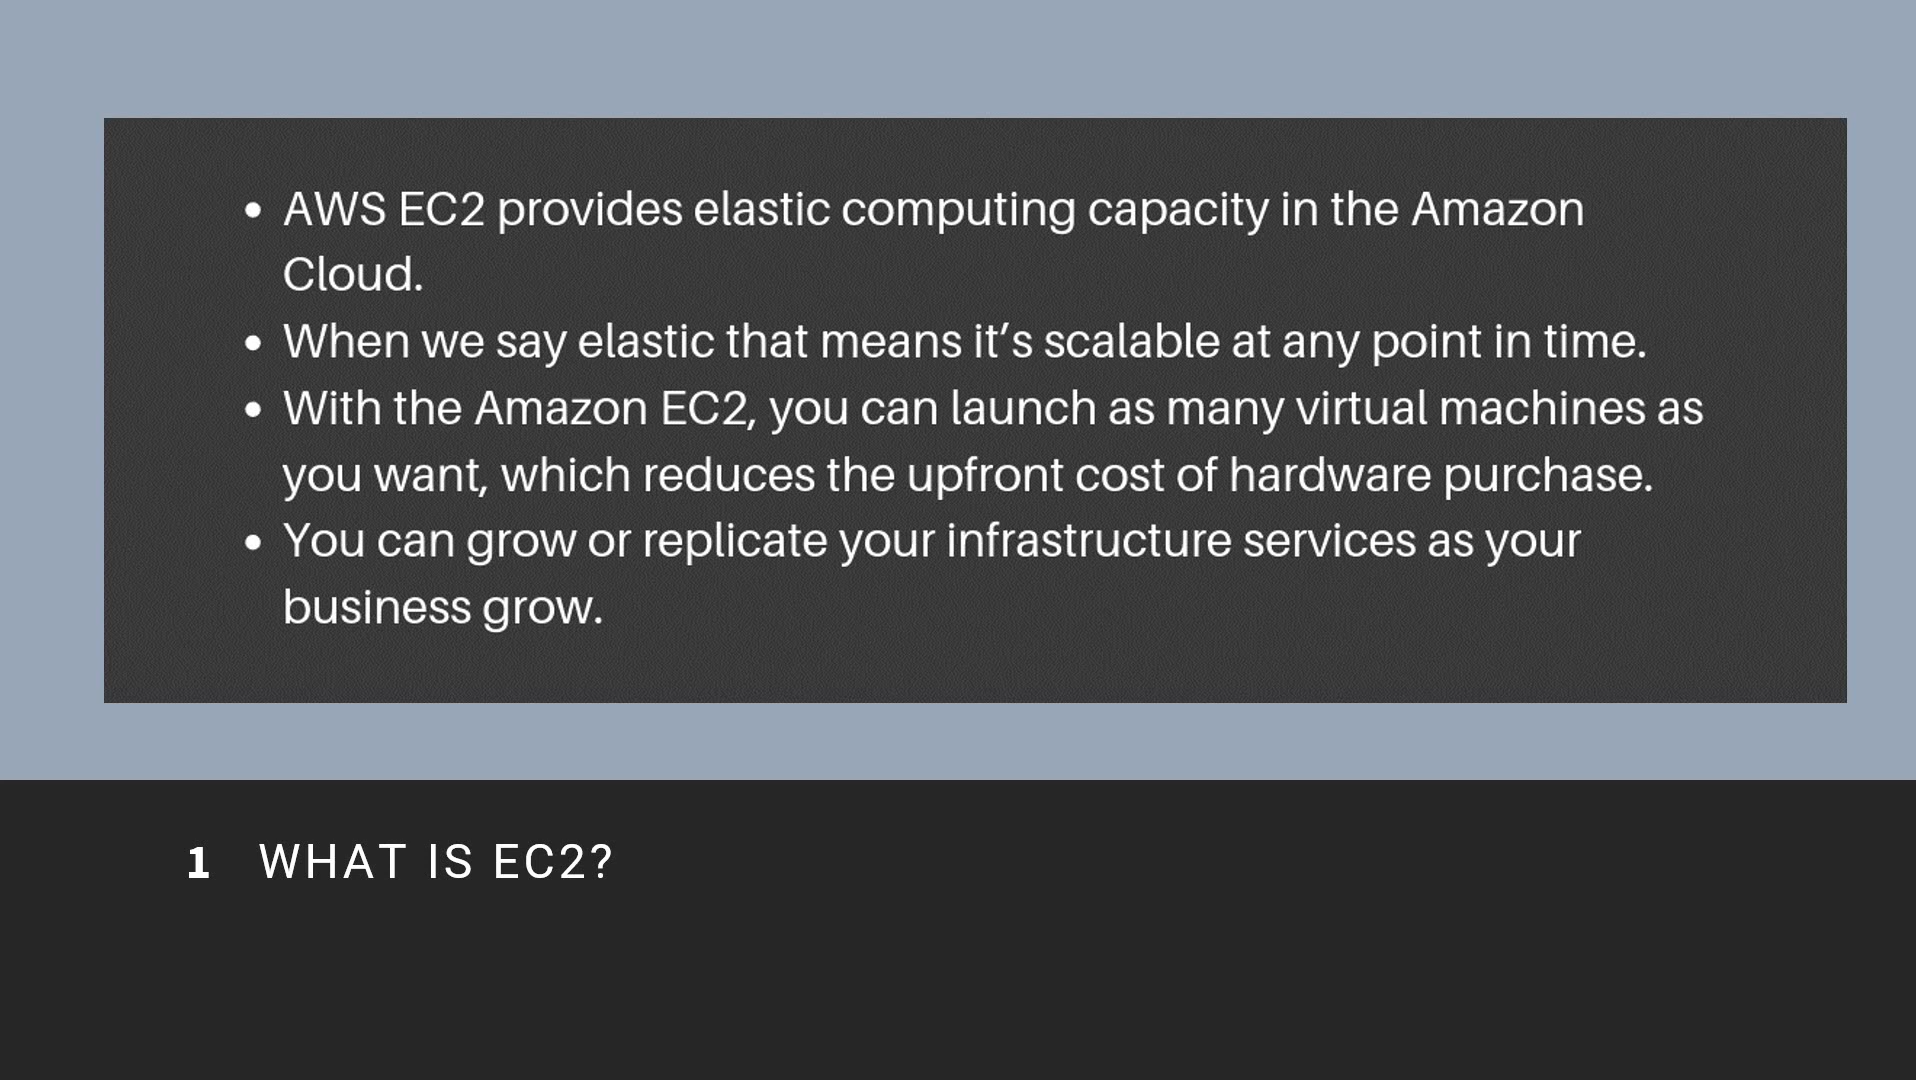 • AWS EC2 provides elastic computing capacity in the Amazon
Cloud.
• When we say elastic that means it’s scalable at any point in time.
• With the Amazon EC2, you can launch as many virtual machines as
you want, which reduces the upfront cost of hardware purchase.
• You can grow or replicate your infrastructure services as your
business grow.
1 WHAT IS EC2?